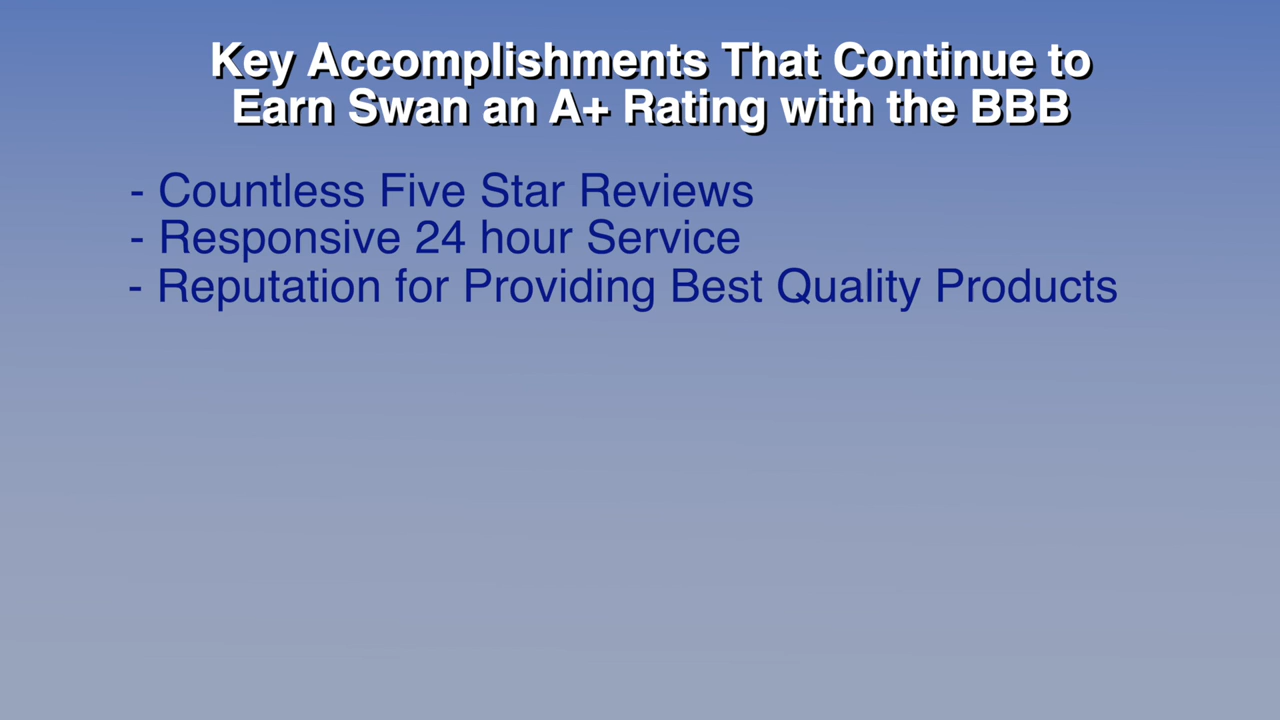 Key Accomplishments That Continue to
Earn Swan an A+ Rating with the BBB
- Countless Five Star Reviews
- Responsive 24 hour Service
- Reputation for Providing Best Quality Products